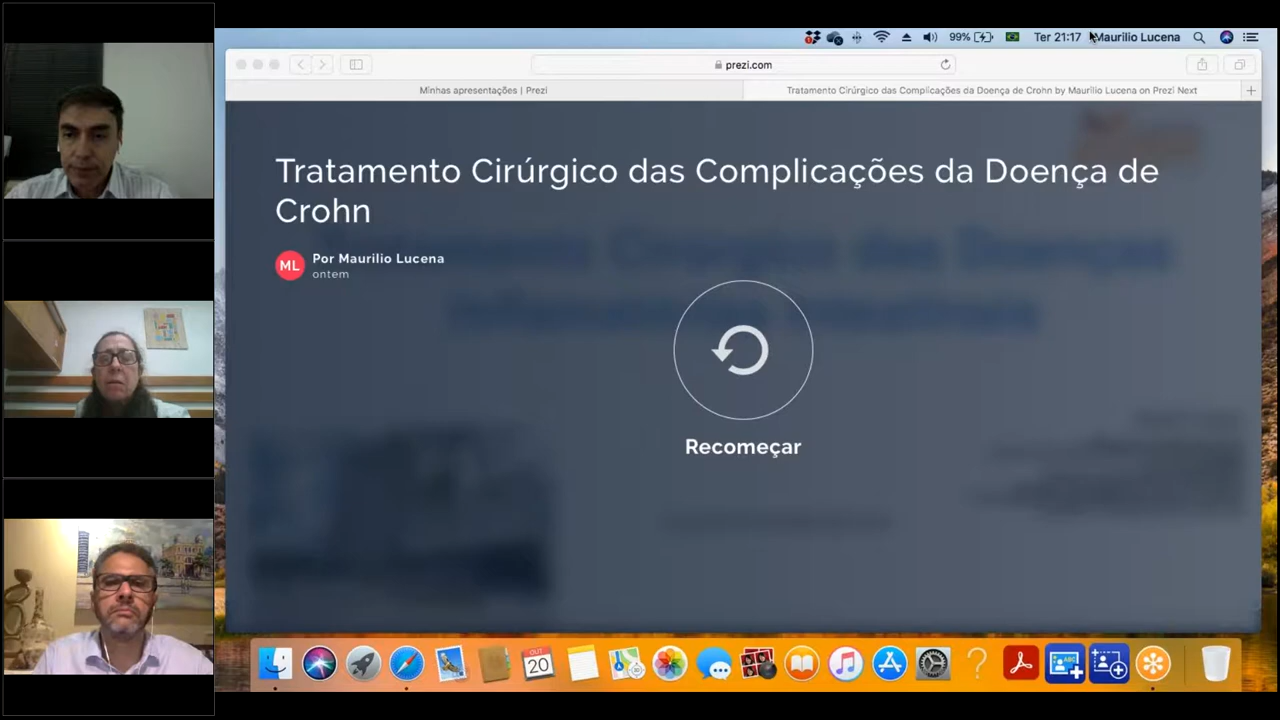 99%
Ter 21:17
Maurilio Lucena
prezi.com
Minhas apresentações | Prezi
Tratamento Cirúrgico das Complicações da Doença de Crohn by Maurilio Lucena on Prezi Next
Tratamento Cirúrgico das Complicações da Doença de
Crohn
ML
Por Maurilio Lucena
ontem
Recomeçar
OUT
20